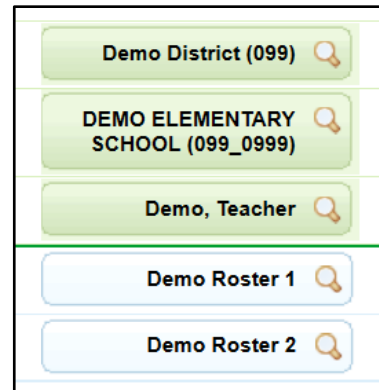 Demo District (099)
DEMO ELEMENTARY
SCHOOL (099_0999)
Demo, Teacher
Demo Roster 1
Demo Roster 2